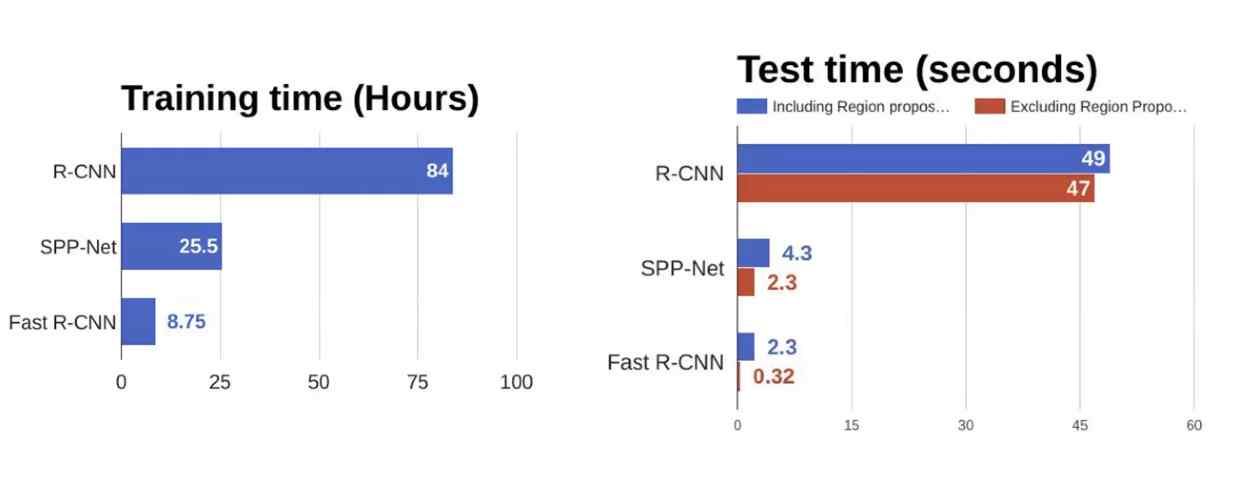 Training time (Hours)
R-CNN 84
SPP-Net 25.5
Fast R-CNN 8.75
0 25 50 75 100
Test time (seconds)
Including Region propos... Excluding Region Propo...
R-CNN 49
47
SPP-Net 4.3
2.3
Fast R-CNN 2.3
0.32
0 15 30 45 60